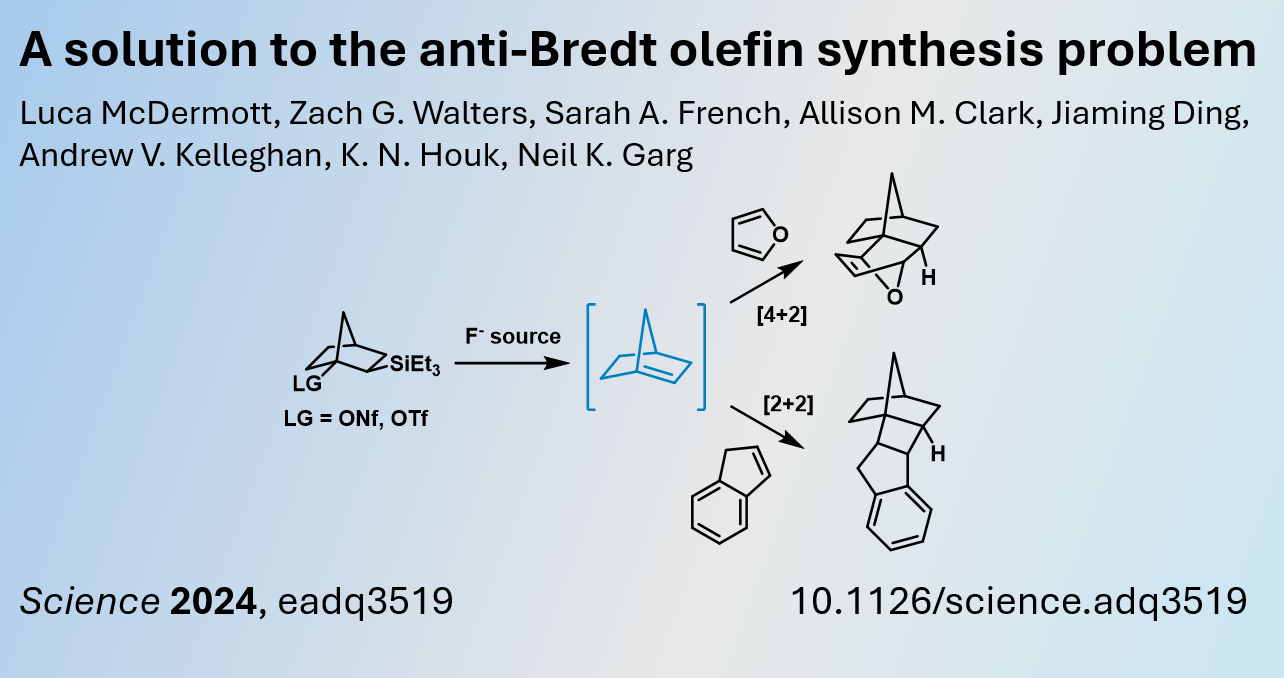 A solution to the anti-Bredt olefin synthesis problem
Luca McDermott, Zach G. Walters, Sarah A. French, Allison M. Clark, Jiaming Ding,
Andrew V. Kelleghan, K. N. Houk, Neil K. Garg
O
H
O
[4+2]
F⁻ source
SiEt₃
LG
LG = ONf, OTf
[2+2]
H
Science 2024, eadq3519
10.1126/science.adq3519